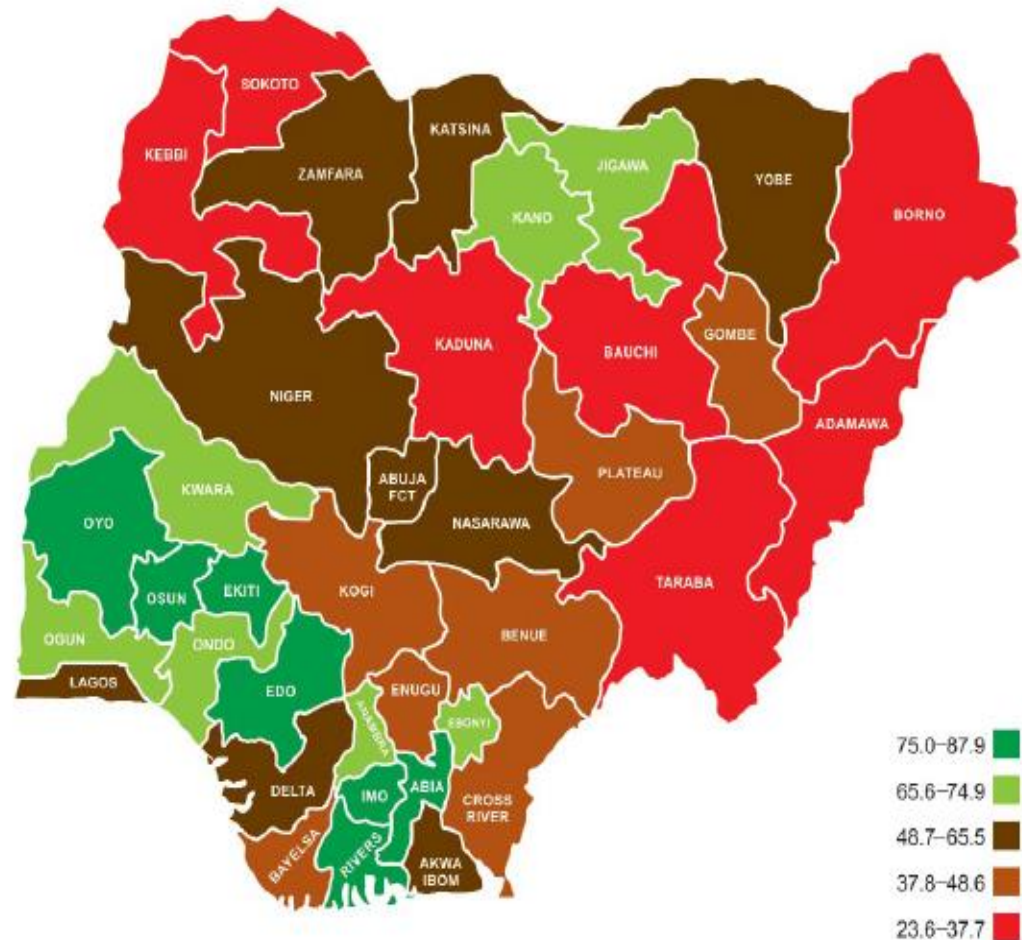 SOKOTO
KEBBI
ZAMFARA
KATSINA
JIGAWA
KANO
YOBE
BORNO
KADUNA
BAUCHI
GOMBE
ADAMAWA
NIGER
ABUJA
FCT
PLATEAU
KWARA
NASARAWA
OYO
TARABA
OSUN
EKITI
KOGI
BENUE
OGUN
ONDO
LAGOS
EDO
ENUGU
ANAMBRA
EBONYI
DELTA
IMO
ABIA
CROSS
RIVER
BAYELSA
RIVERS
AKWA
IBOM
75.0–87.9
65.6–74.9
48.7–65.5
37.8–48.6
23.6–37.7